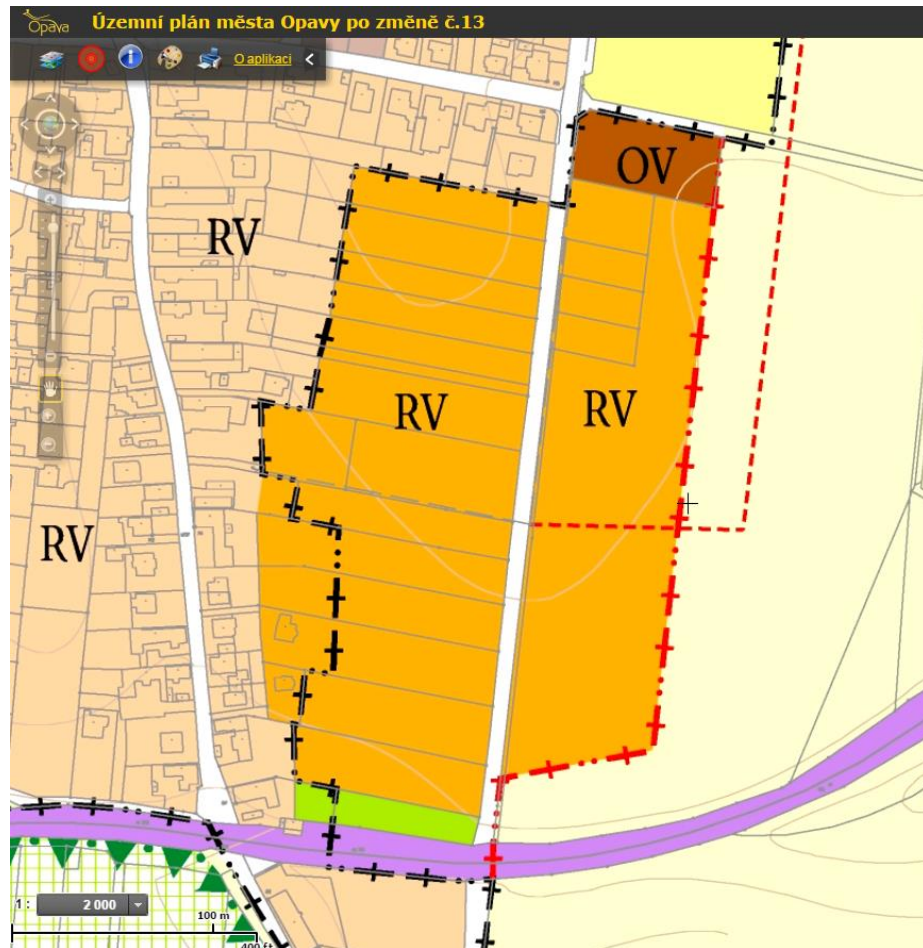 Opava
Územní plán města Opavy po změně č.13
O aplikaci
OV
RV
RV
RV
RV
1 : 2 000
100 m
400 ft